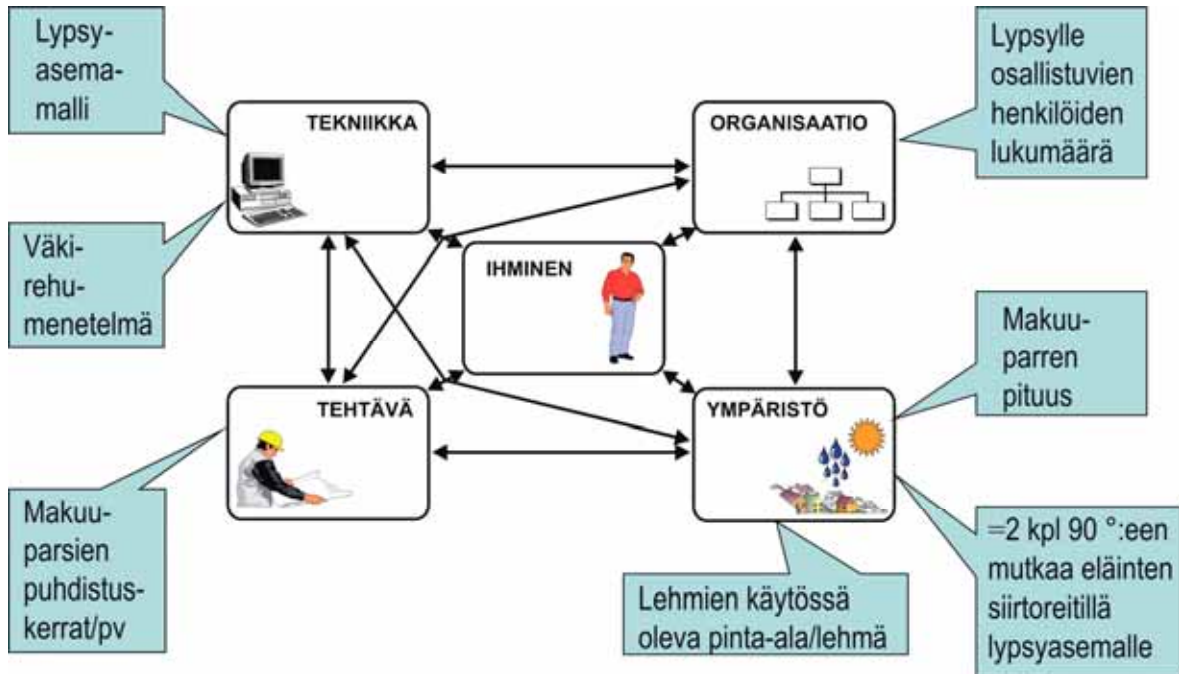 Lypsy-
asema-
malli
Lypsylle
osallistuvien
henkilöiden
lukumäärä
TEKNIIKKA
ORGANISAATIO
Väki-
rehu-
menetelmä
IHMINEN
Makuu-
parren
pituus
TEHTÄVÄ
YMPÄRISTÖ
Makuu-
parsien
puhdistus-
kerrat/pv
Lehmien käytössä
oleva pinta-ala/lehmä
=2 kpl 90 °:een
mutkaa eläinten
siirtoreitillä
lypsyasemalle